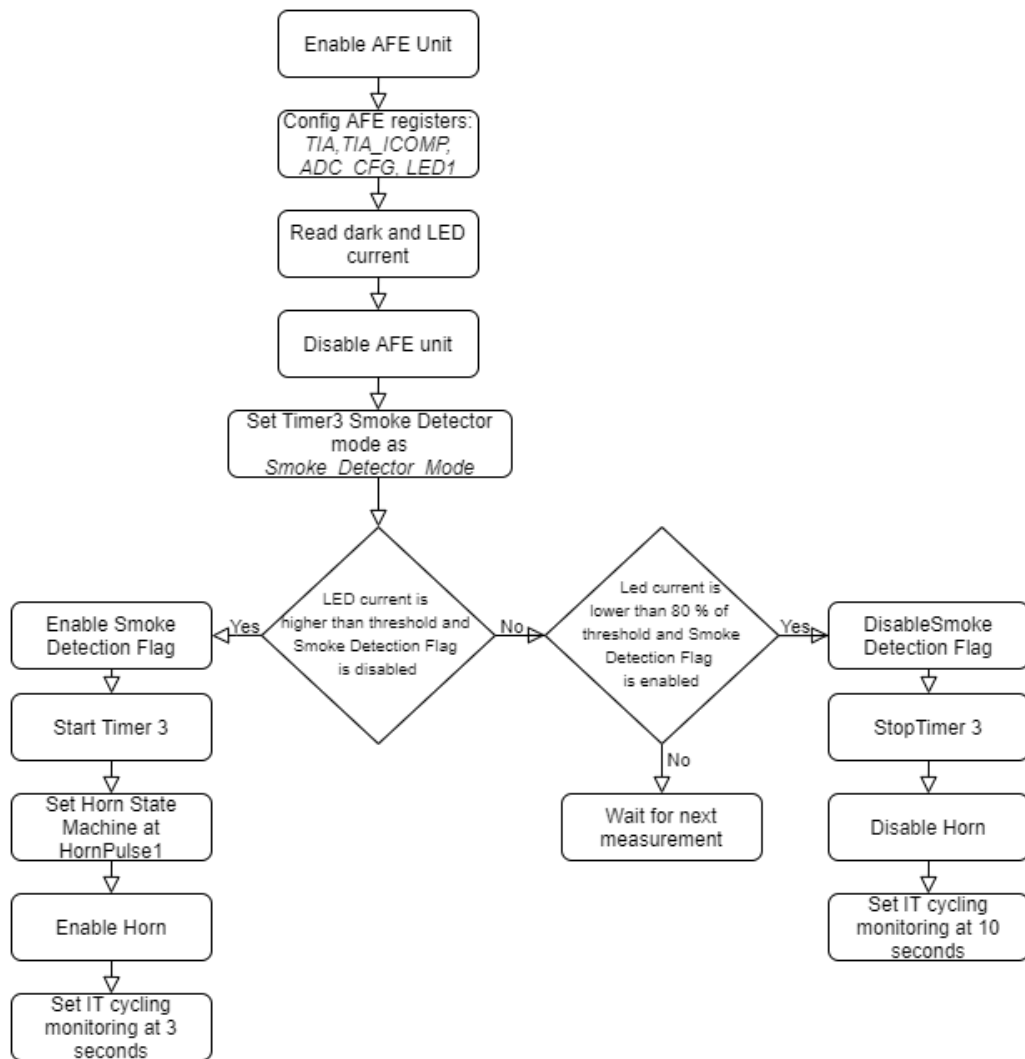 Enable AFE Unit
Config AFE registers:
TIA,TIA_ICOMP,
ADC_CFG, LED1
Read dark and LED
current
Disable AFE unit
Set Timer3 Smoke Detector
mode as
Smoke_Detector_Mode
LED current is
higher than threshold and
Smoke Detection Flag
is disabled
Yes
No
Led current is
lower than 80 % of
threshold and Smoke
Detection Flag
is enabled
Yes
No
Enable Smoke
Detection Flag
Start Timer 3
Set Horn State
Machine at
HornPulse1
Enable Horn
Set IT cycling
monitoring at 3
seconds
Wait for next
measurement
DisableSmoke
Detection Flag
StopTimer 3
Disable Horn
Set IT cycling
monitoring at 10
seconds